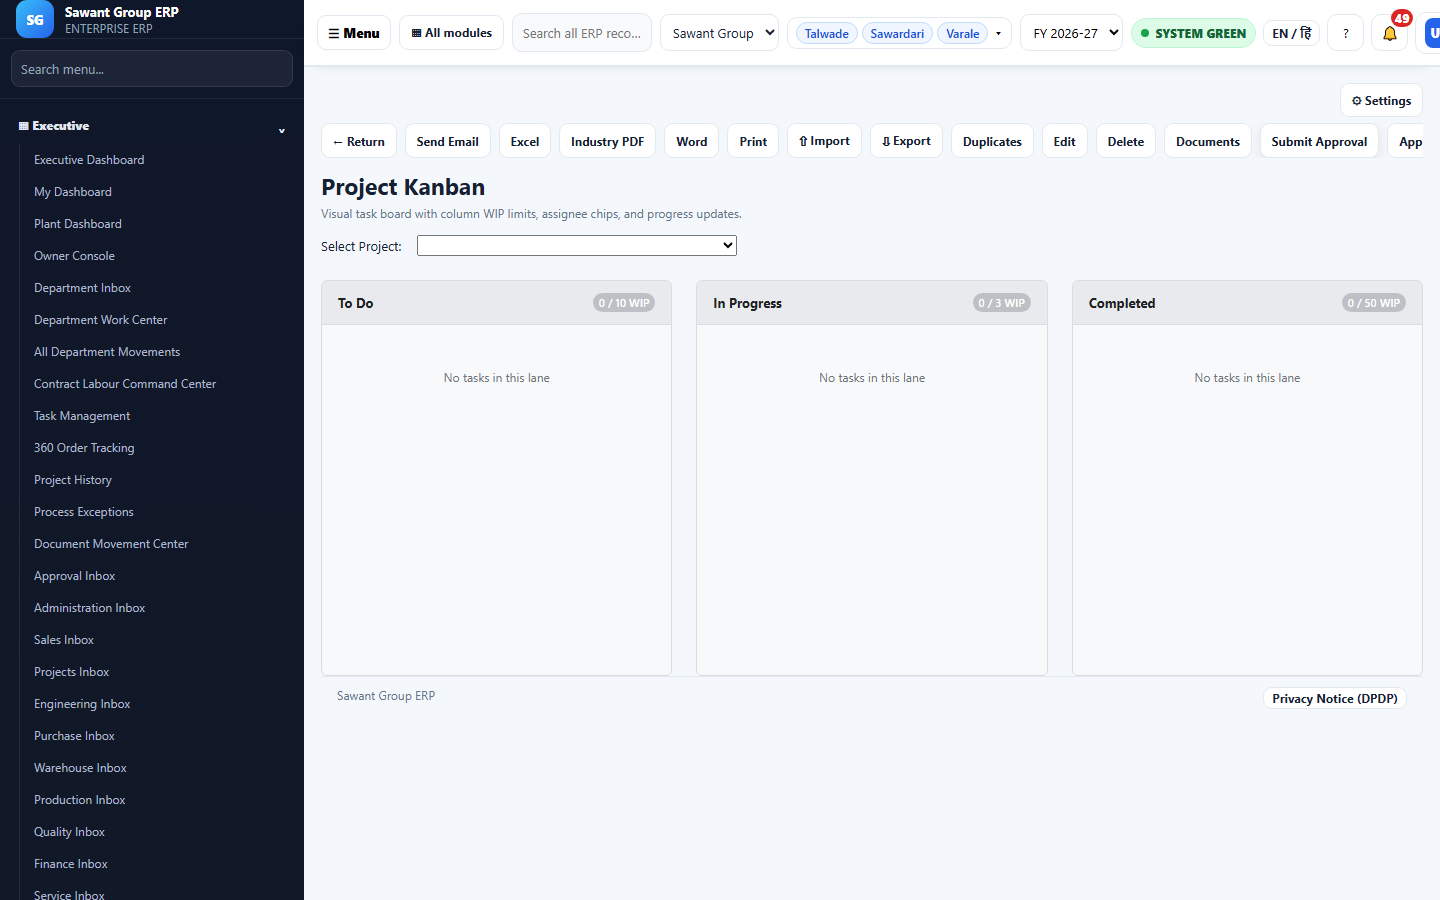 SG
Sawant Group ERP
ENTERPRISE ERP
☰ Menu
All modules
Search all ERP reco...
Sawant Group
Talwade
Sawardari
Varale
FY 2026-27
SYSTEM GREEN
EN / हिं
?
49
U
Search menu...
Executive
Executive Dashboard
My Dashboard
Plant Dashboard
Owner Console
Department Inbox
Department Work Center
All Department Movements
Contract Labour Command Center
Task Management
360 Order Tracking
Project History
Process Exceptions
Document Movement Center
Approval Inbox
Administration Inbox
Sales Inbox
Projects Inbox
Engineering Inbox
Purchase Inbox
Warehouse Inbox
Production Inbox
Quality Inbox
Finance Inbox
Service Inbox
⚙ Settings
← Return
Send Email
Excel
Industry PDF
Word
Print
⇧ Import
⇩ Export
Duplicates
Edit
Delete
Documents
Submit Approval
App
Project Kanban
Visual task board with column WIP limits, assignee chips, and progress updates.
Select Project:
To Do
0 / 10 WIP
No tasks in this lane
In Progress
0 / 3 WIP
No tasks in this lane
Completed
0 / 50 WIP
No tasks in this lane
Sawant Group ERP
Privacy Notice (DPDP)